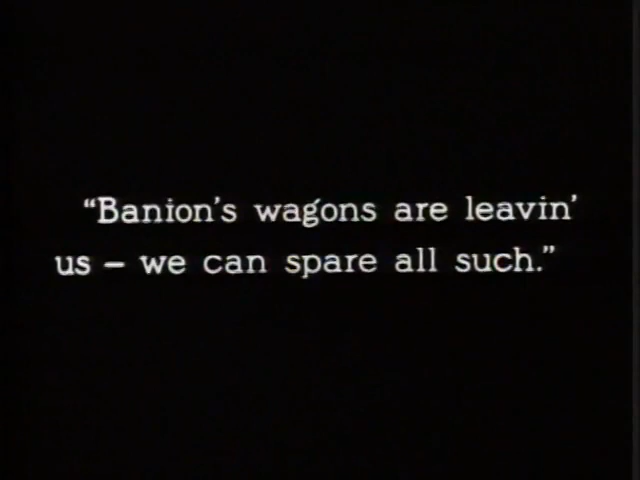 “Banion's wagons are leavin'
us – we can spare all such.”